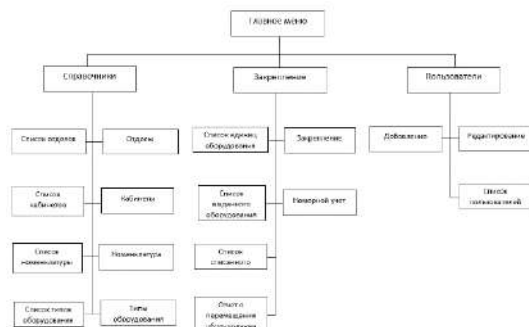 ГЛАВНОЕ МЕНЮ
Справочники
Закрепление
Пользователи
Список отделов
Отделы
Список единиц
оборудования
Закрепление
Добавление
Редактирование
Список
кабинетов
Кабинеты
Список
выданного оборудования
Номерной учет
Список
пользователей
Список
номенклатуры
Номенклатура
Список
списанного
Список типов
оборудования
Типы
оборудования
Отчет о
перемещении
оборудования